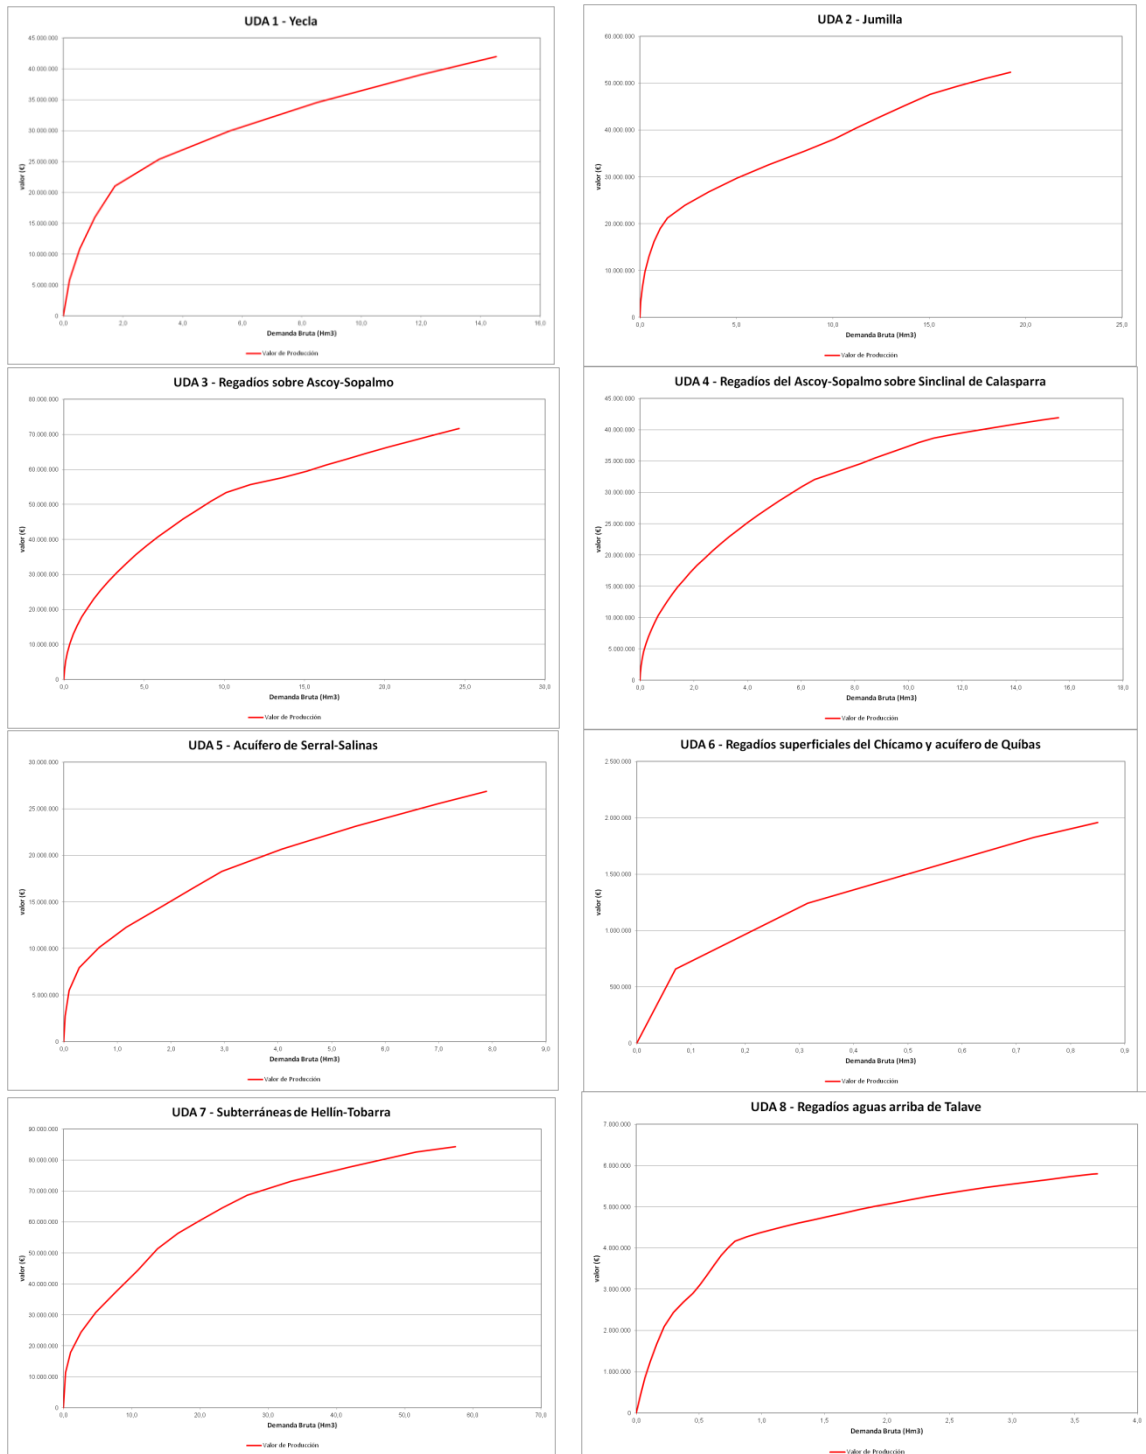 UDA 1 - Yecla
45.000.000
40.000.000
35.000.000
30.000.000
25.000.000
20.000.000
15.000.000
10.000.000
5.000.000
0
valor (€)
0,0 2,0 4,0 6,0 8,0 10,0 12,0 14,0 16,0
Demanda Bruta (Hm3)
Valor de Producción
UDA 2 - Jumilla
60.000.000
50.000.000
40.000.000
30.000.000
20.000.000
10.000.000
0
valor (€)
0,0 5,0 10,0 15,0 20,0 25,0
Demanda Bruta (Hm3)
Valor de Producción
UDA 3 - Regadíos sobre Ascoy-Sopalmo
80.000.000
70.000.000
60.000.000
50.000.000
40.000.000
30.000.000
20.000.000
10.000.000
0
valor (€)
0,0 5,0 10,0 15,0 20,0 25,0 30,0
Demanda Bruta (Hm3)
Valor de Producción
UDA 4 - Regadíos del Ascoy-Sopalmo sobre Sinclinal de Calasparra
45.000.000
40.000.000
35.000.000
30.000.000
25.000.000
20.000.000
15.000.000
10.000.000
5.000.000
0
valor (€)
0,0 2,0 4,0 6,0 8,0 10,0 12,0 14,0 16,0 18,0
Demanda Bruta (Hm3)
Valor de Producción
UDA 5 - Acuífero de Serral-Salinas
30.000.000
25.000.000
20.000.000
15.000.000
10.000.000
5.000.000
0
valor (€)
0,0 1,0 2,0 3,0 4,0 5,0 6,0 7,0 8,0 9,0
Demanda Bruta (Hm3)
Valor de Producción
UDA 6 - Regadíos superficiales del Chícamo y acuífero de Quíbas
2.500.000
2.000.000
1.500.000
1.000.000
500.000
0
valor (€)
0,0 0,1 0,2 0,3 0,4 0,5 0,6 0,7 0,8 0,9
Demanda Bruta (Hm3)
Valor de Producción
UDA 7 - Subterráneas de Hellín-Tobarra
90.000.000
80.000.000
70.000.000
60.000.000
50.000.000
40.000.000
30.000.000
20.000.000
10.000.000
0
valor (€)
0,0 10,0 20,0 30,0 40,0 50,0 60,0 70,0
Demanda Bruta (Hm3)
Valor de Producción
UDA 8 - Regadíos aguas arriba de Talave
7.000.000
6.000.000
5.000.000
4.000.000
3.000.000
2.000.000
1.000.000
0
valor (€)
0,0 0,5 1,0 1,5 2,0 2,5 3,0 3,5 4,0
Demanda Bruta (Hm3)
Valor de Producción